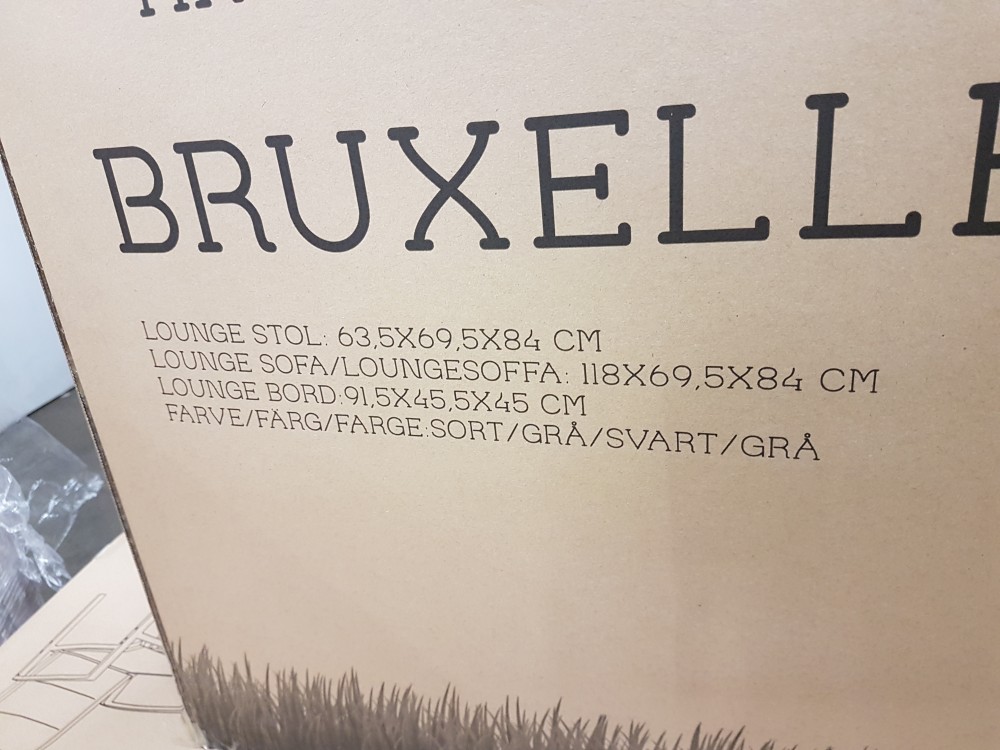 BRUXELLE
LOUNGE STOL: 63,5X69,5X84 CM
LOUNGE SOFA/LOUNGESOFFA: 118X69,5X84 CM
LOUNGE BORD:91,5X45,5X45 CM
FARVE/FÄRG/FARGE:SORT/GRÅ/SVART/GRÅ